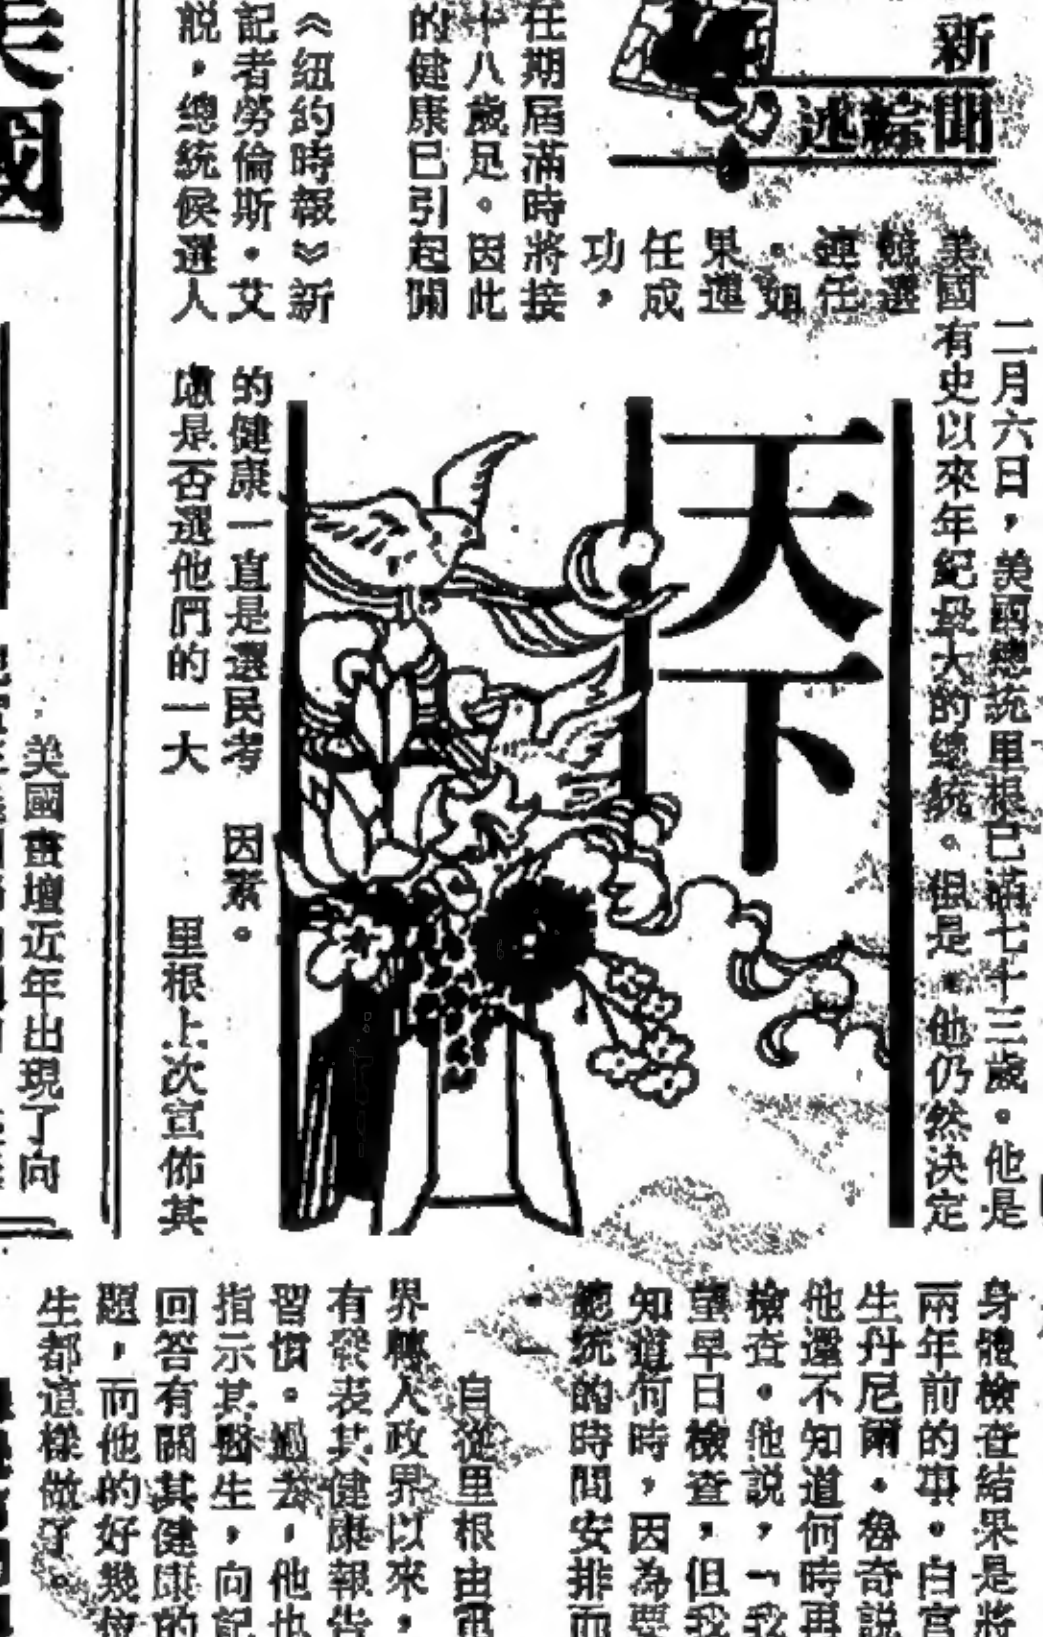 新聞
綜述
二月六日，美國總統里根已滿七十三歲。他是
美國有史以來年紀最大的總統。但是，他仍然決定
競選
連任
。如
果連
任成
功，
任期屆滿時將接
十八歲足。因此
的健康已引起關
《紐約時報》新
記者勞倫斯・艾
説，總統候選人
的健康一直是選民考
慮是否選他們的一大
因素。
里根上次宣佈其
天下
身體檢查結果是將
兩年前的事。白宮
生丹尼爾・魯奇説
他還不知道何時再
檢查。他説，「我
望早日檢查，但我
知道何時，因為要
總統的時間安排而
自從里根由電
界轉入政界以來，
有發表其健康報告
習慣。過去，他也
指示其醫生，向記
回答有關其健康的
題，而他的好幾位
生都這樣做了。
美國畫壇近年出現了向
國